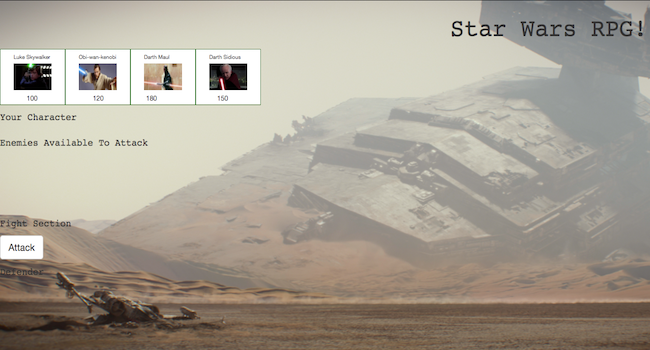 Star Wars RPG!
Luke Skywalker Obi-wan-kenobi Darth Maul Darth Sidious
100 120 180 150
Your Character
Enemies Available To Attack
Fight Section
Attack
Defender